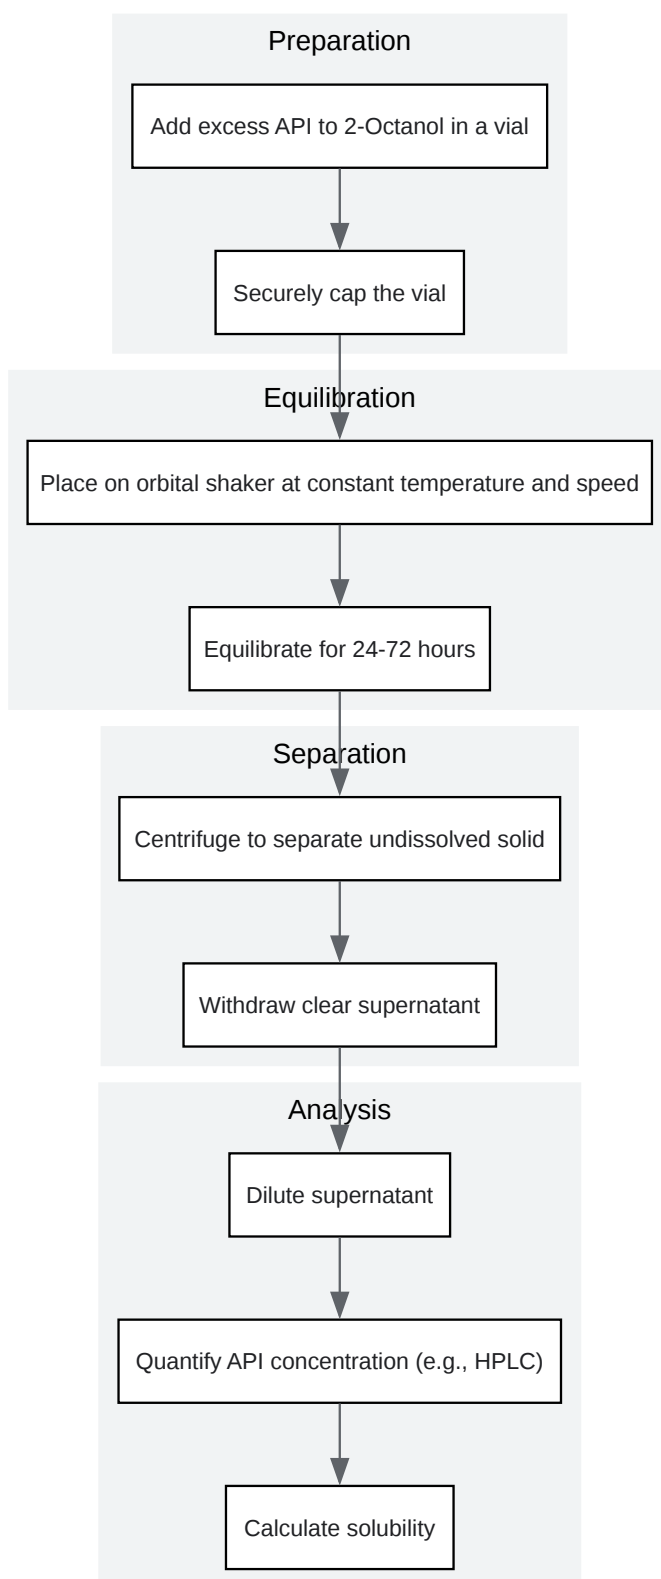 Preparation
Add excess API to 2-Octanol in a vial
Securely cap the vial
Equilibration
Place on orbital shaker at constant temperature and speed
Equilibrate for 24-72 hours
Separation
Centrifuge to separate undissolved solid
Withdraw clear supernatant
Analysis
Dilute supernatant
Quantify API concentration (e.g., HPLC)
Calculate solubility